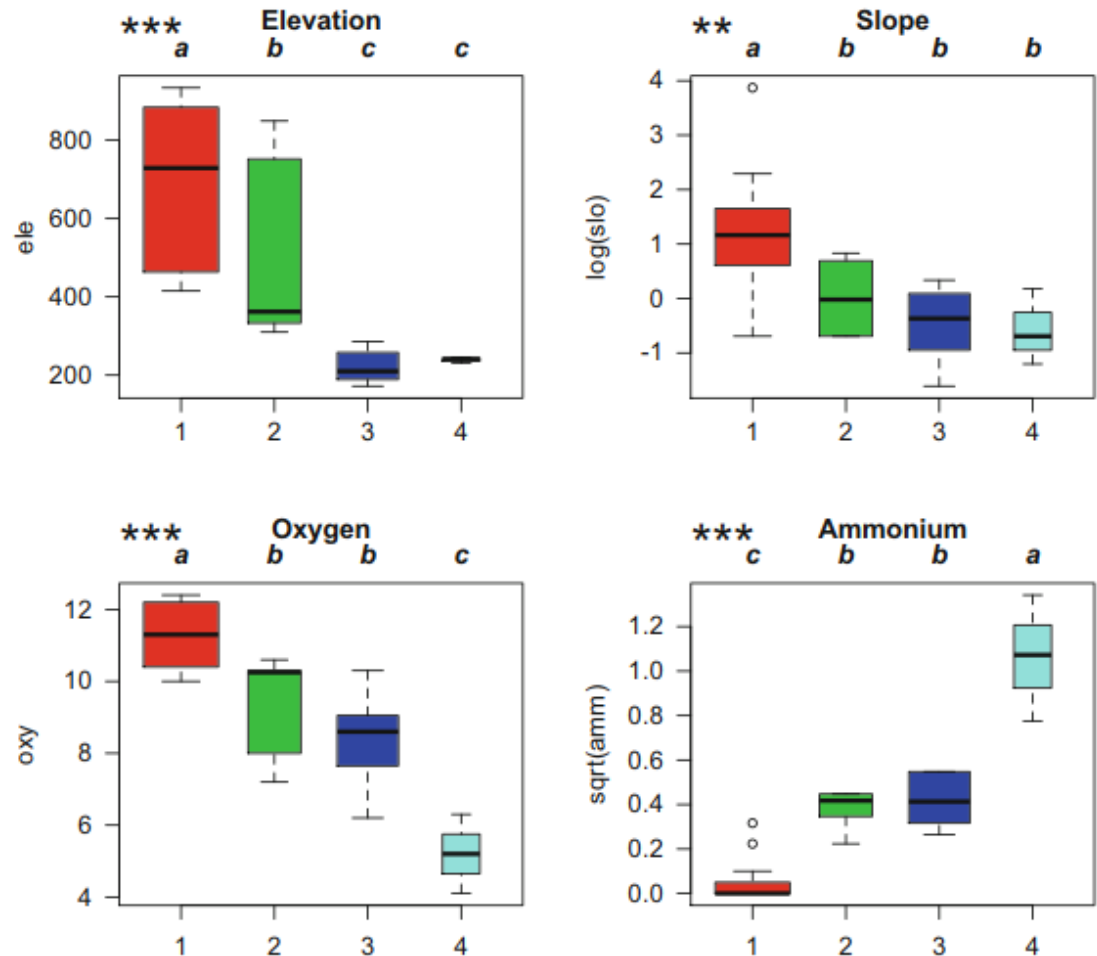 *** Elevation
a b c c
ele
800
600
400
200
1 2 3 4
** Slope
a b b b
log(slo)
4
3
2
1
0
-1
1 2 3 4
*** Oxygen
a b b c
oxy
12
10
8
6
4
1 2 3 4
*** Ammonium
c b b a
sqrt(amm)
1.2
1.0
0.8
0.6
0.4
0.2
0.0
1 2 3 4